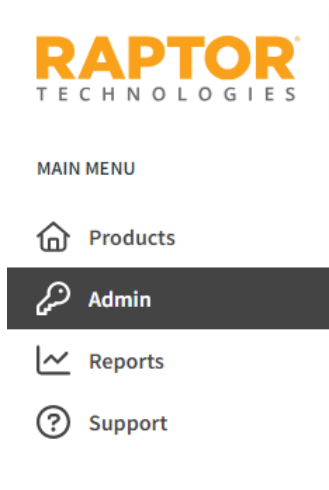 RAPTOR
TECHNOLOGIES
MAIN MENU
Products
Admin
Reports
Support